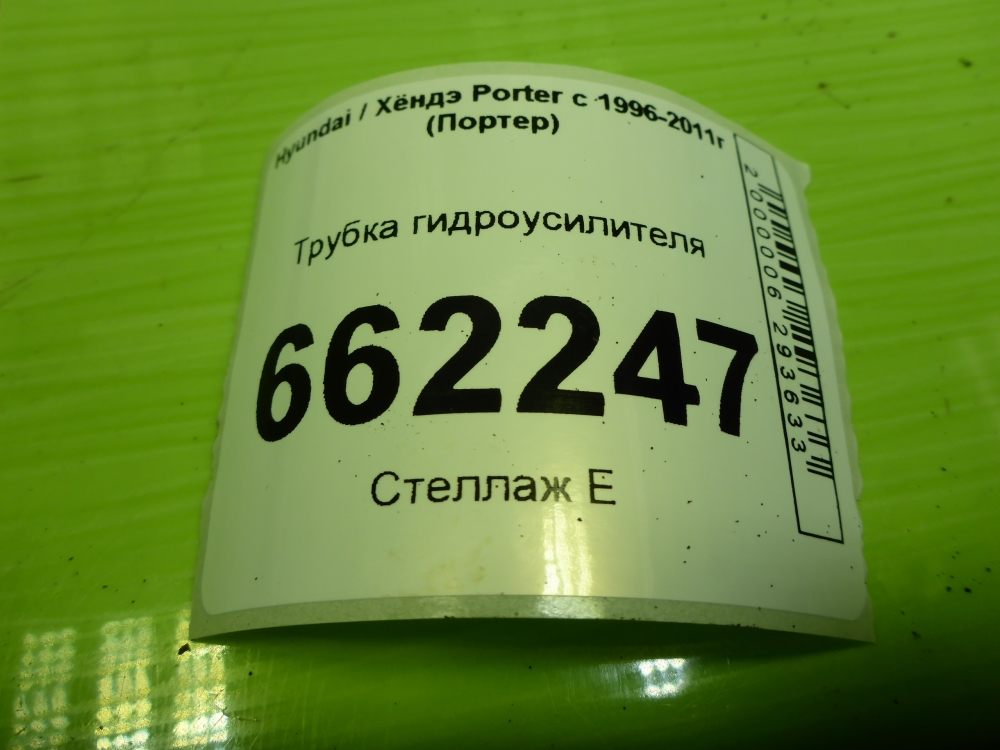 Hyundai / Хёндэ Porter с 1996-2011г
(Портер)
Трубка гидроусилителя
662247
Стеллаж Е
2000006293633